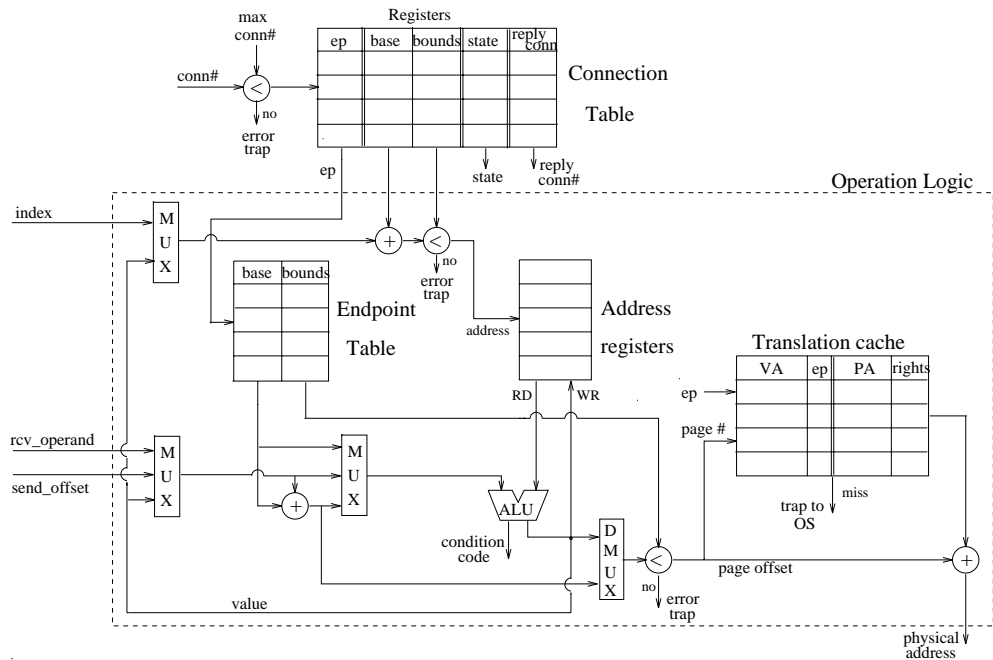 max
conn#
Registers
ep base bounds state reply
conn
conn#
<
no
error
trap
Connection
Table
ep
state
reply
conn#
Operation Logic
index
M
U
X
+
<
no
error
trap
base bounds
Endpoint
Table
address
Address
registers
RD
WR
Translation cache
VA ep PA rights
ep
page #
miss
trap to
OS
rcv_operand
send_offset
M
U
X
M
U
X
+
ALU
condition
code
D
M
U
X
<
no
error
trap
page offset
+
value
physical
address